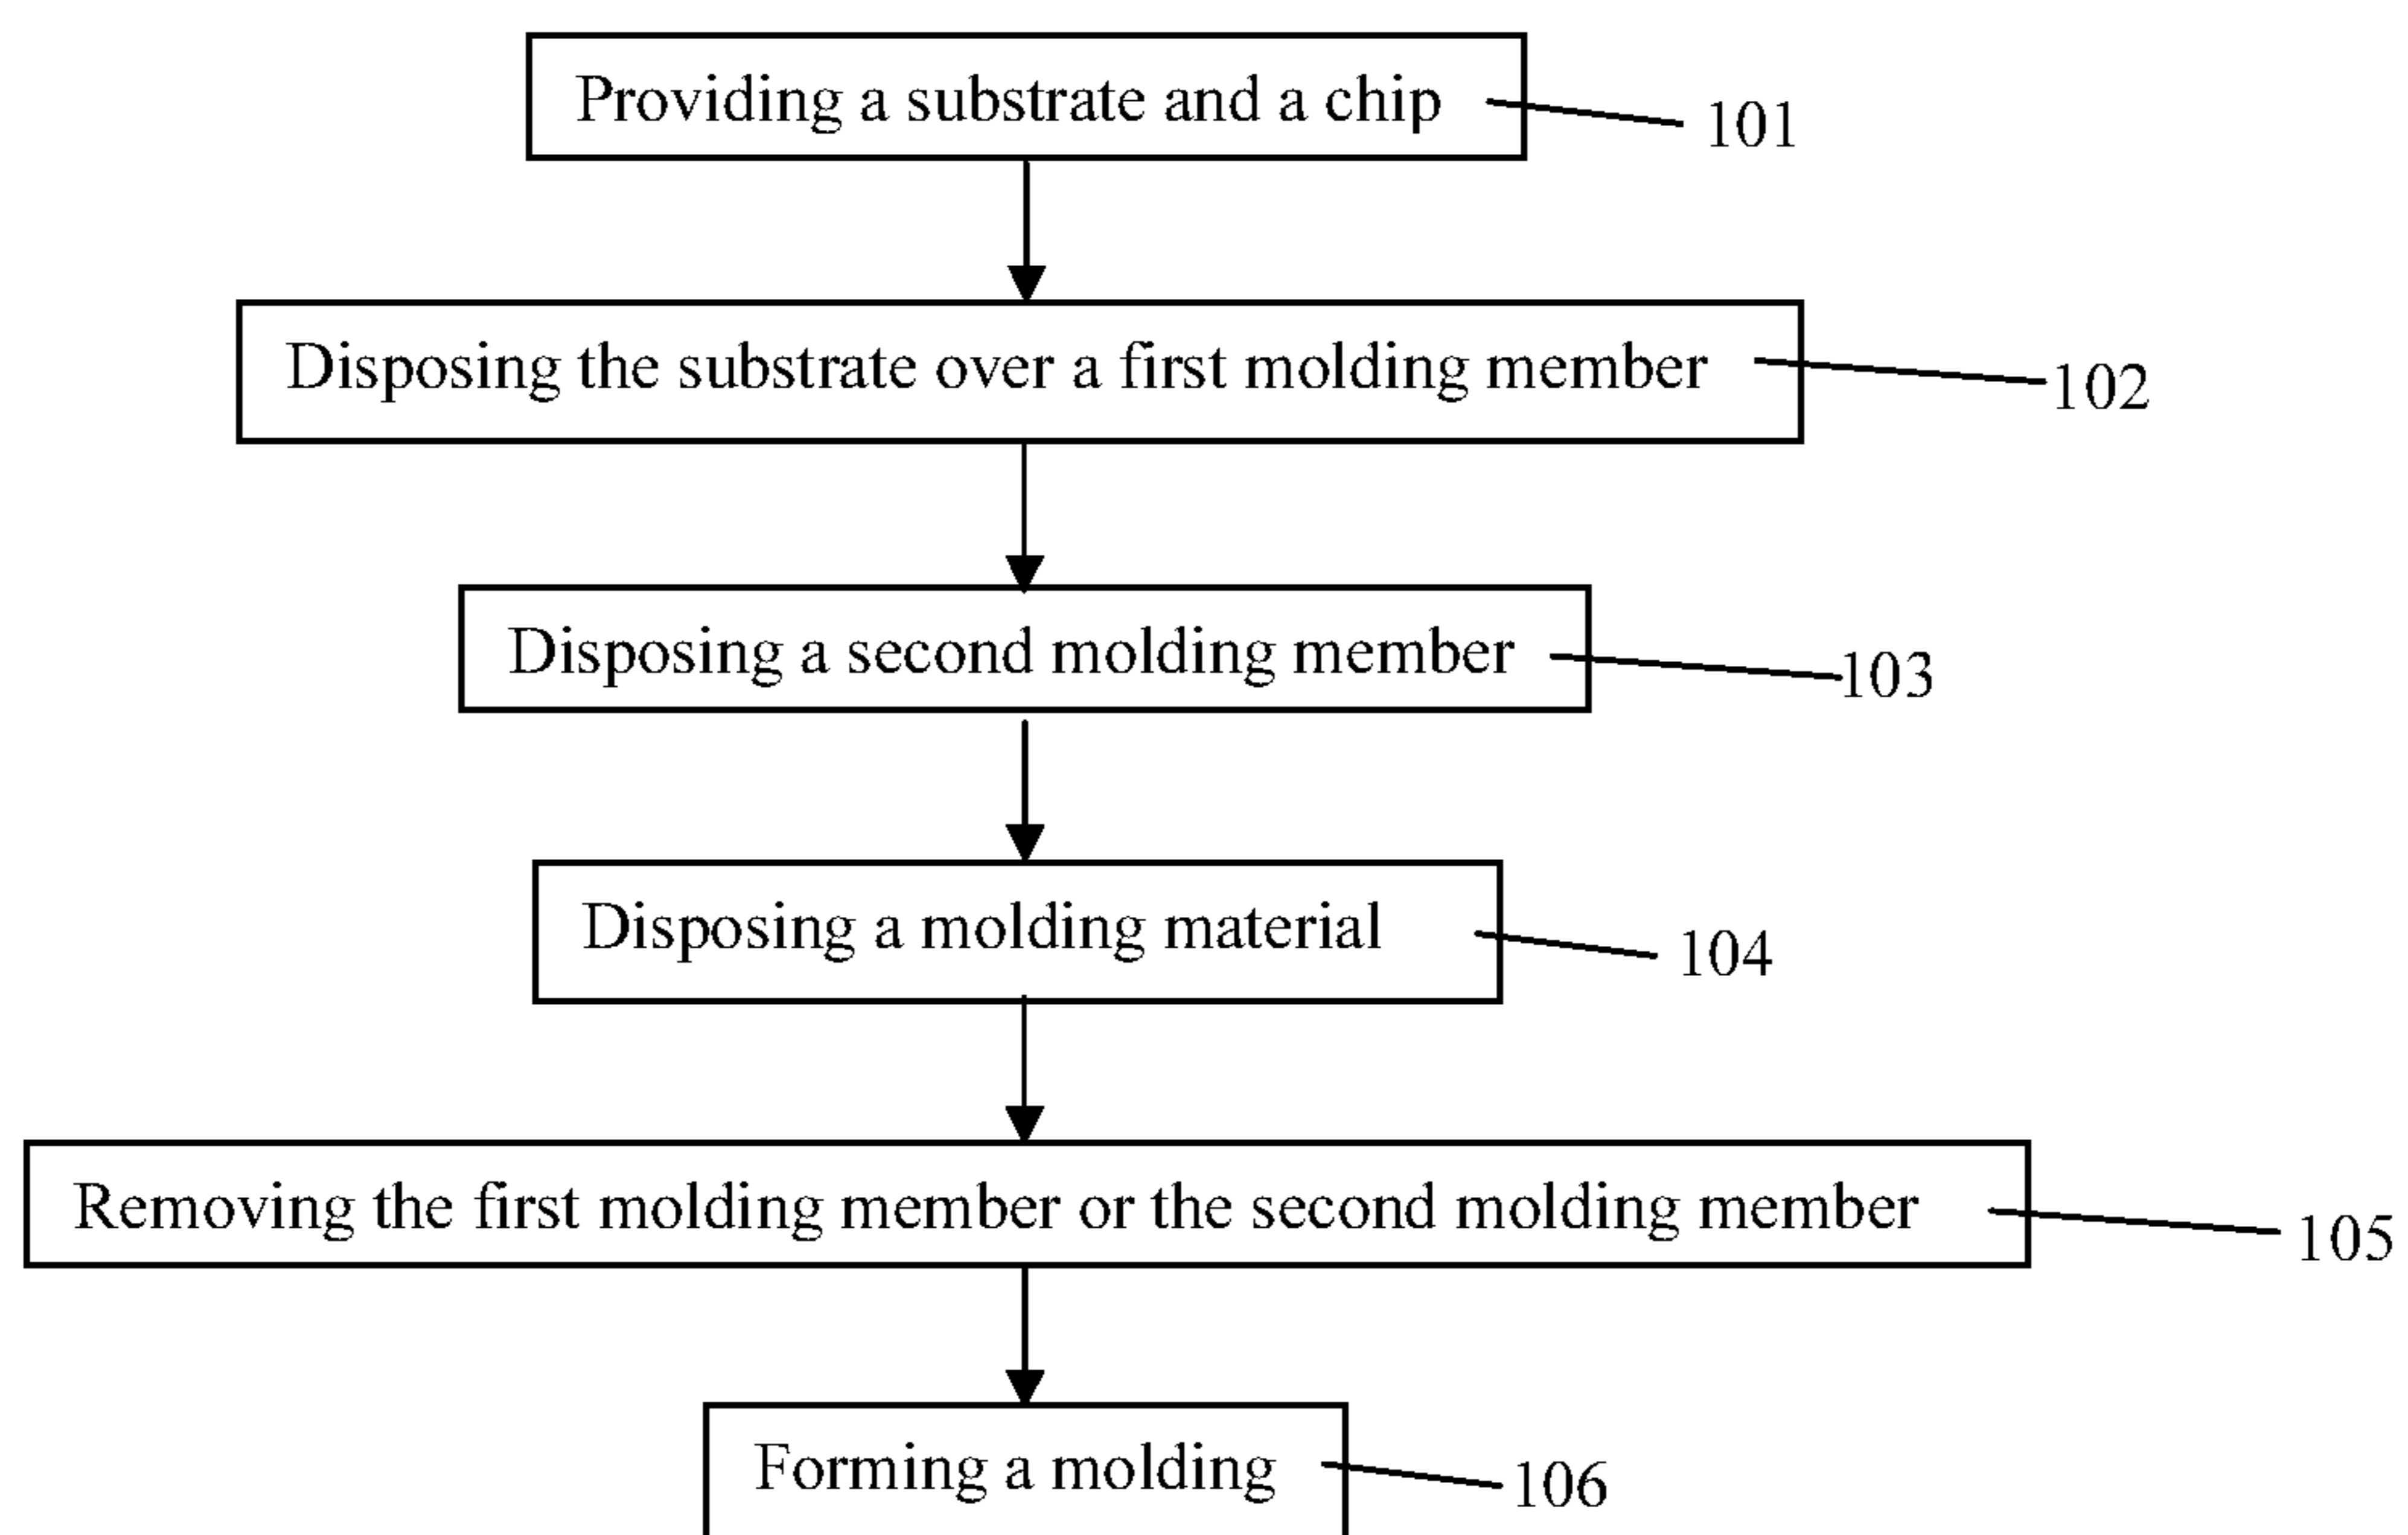 Providing a substrate and a chip
101
Disposing the substrate over a first molding member
102
Disposing a second molding member
103
Disposing a molding material
104
Removing the first molding member or the second molding member
105
Forming a molding
106